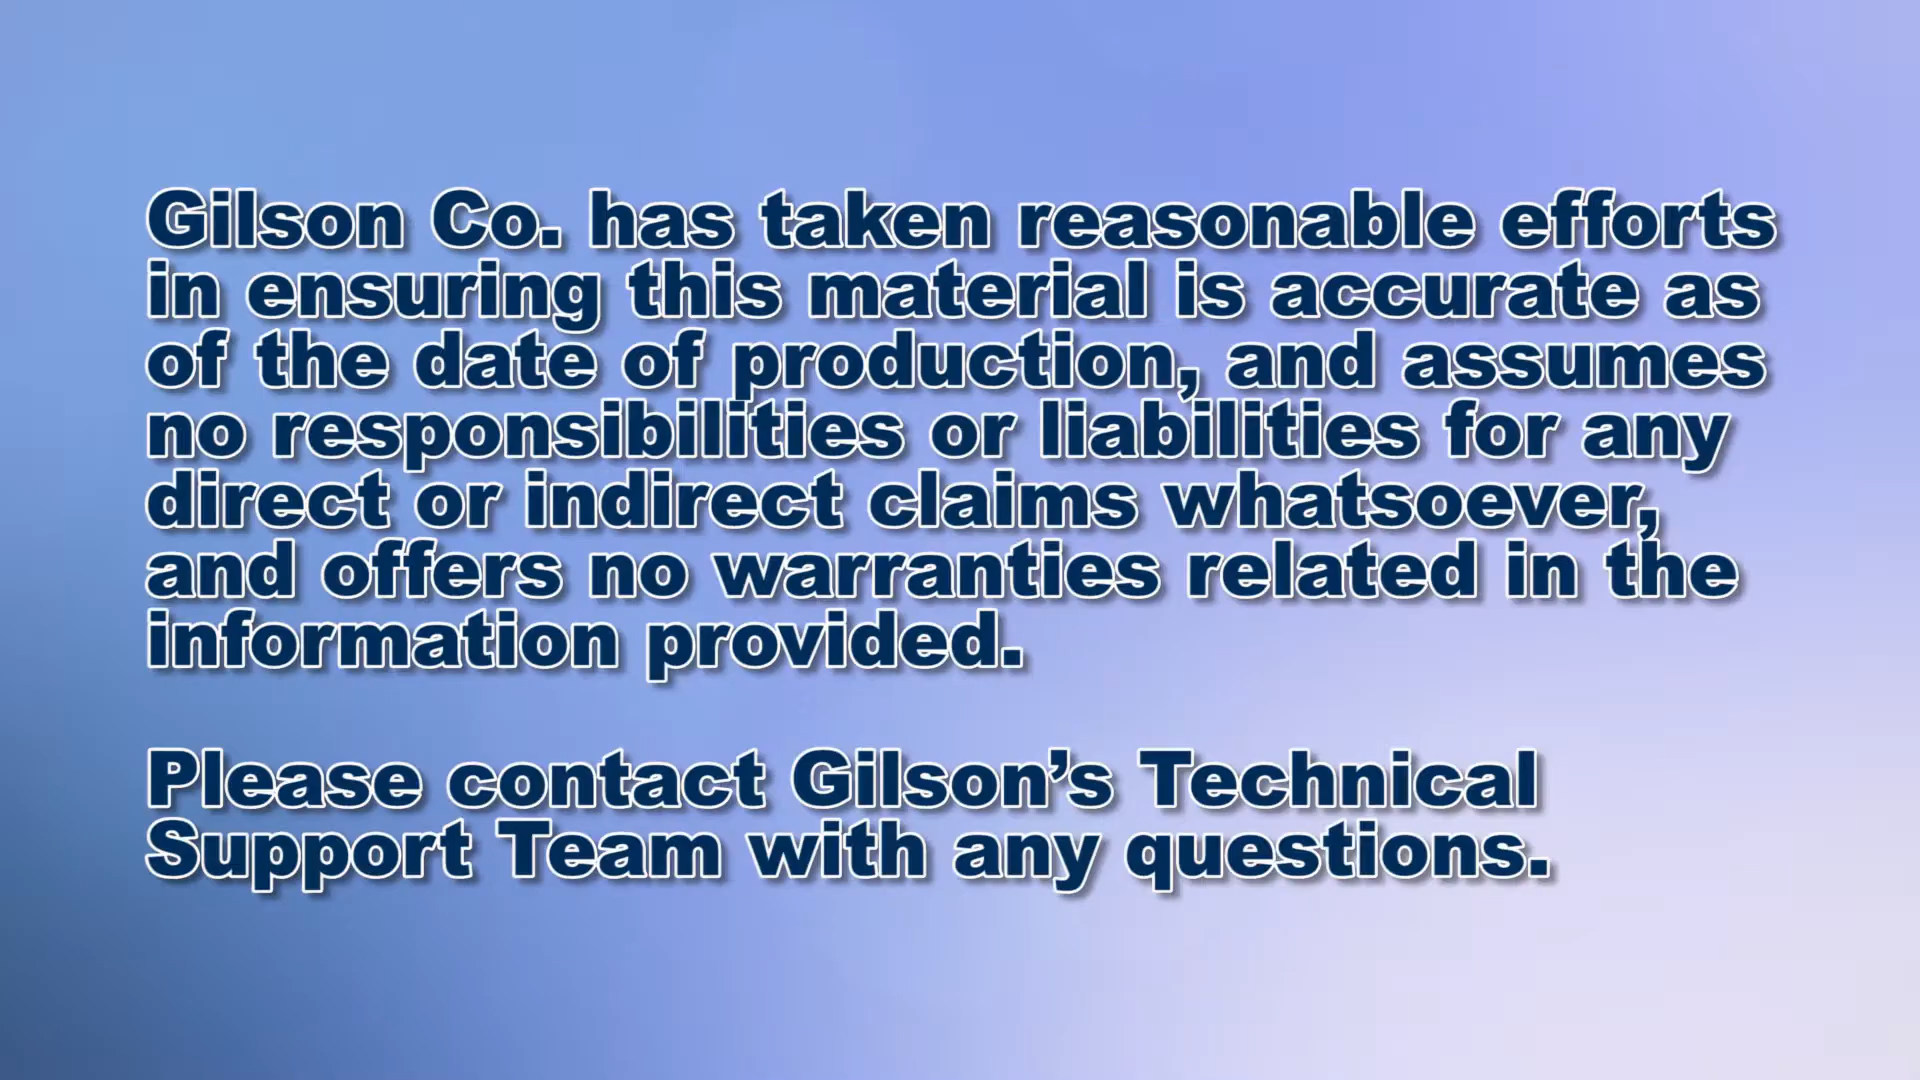 Gilson Co. has taken reasonable efforts
in ensuring this material is accurate as
of the date of production, and assumes
no responsibilities or liabilities for any
direct or indirect claims whatsoever,
and offers no warranties related in the
information provided.
Please contact Gilson’s Technical
Support Team with any questions.